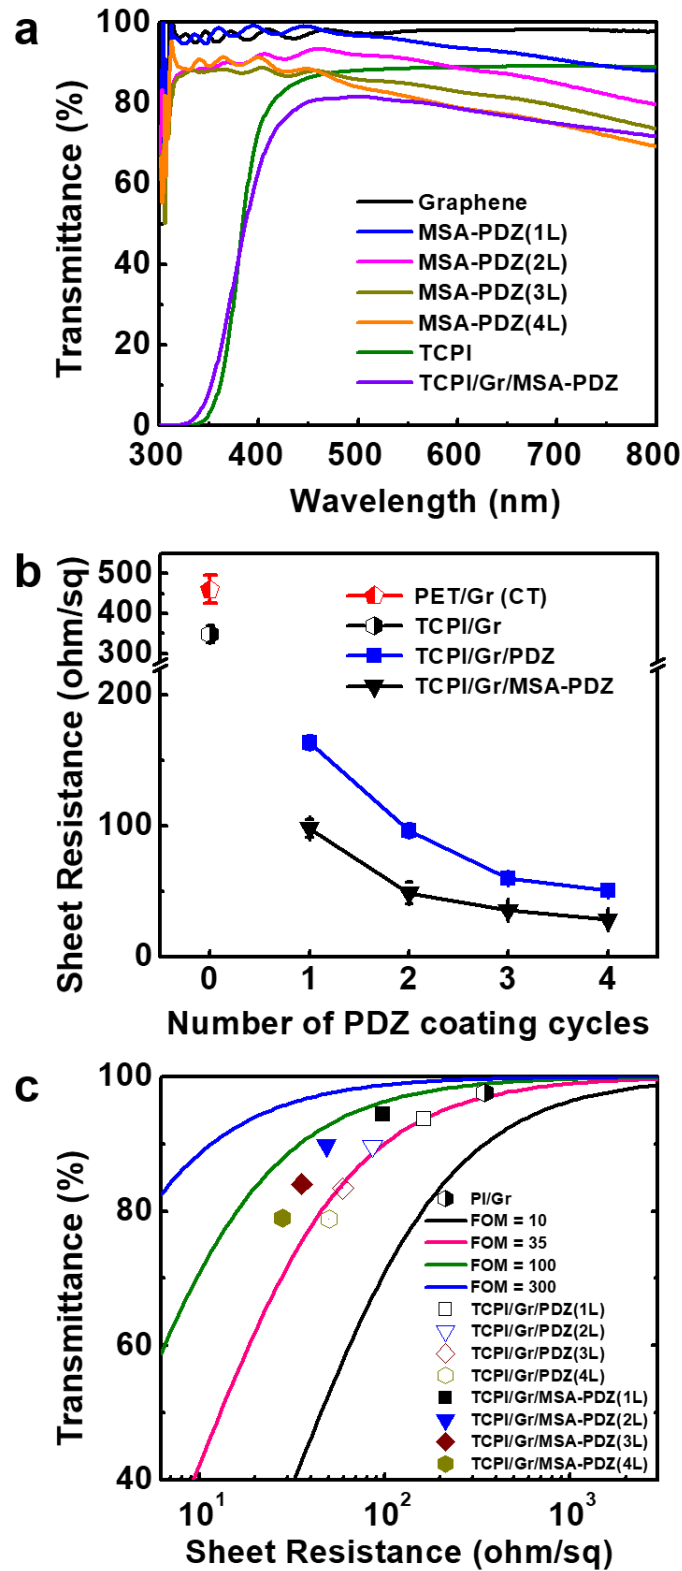 a
100
80
60
40
20
0
Transmittance (%)
Graphene
MSA-PDZ(1L)
MSA-PDZ(2L)
MSA-PDZ(3L)
MSA-PDZ(4L)
TCPI
TCPI/Gr/MSA-PDZ
300 400 500 600 700 800
Wavelength (nm)
b
500
400
300
200
100
0
Sheet Resistance (ohm/sq)
PET/Gr (CT)
TCPI/Gr
TCPI/Gr/PDZ
TCPI/Gr/MSA-PDZ
0 1 2 3 4
Number of PDZ coating cycles
c
100
80
60
40
Transmittance (%)
PI/Gr
FOM = 10
FOM = 35
FOM = 100
FOM = 300
TCPI/Gr/PDZ(1L)
TCPI/Gr/PDZ(2L)
TCPI/Gr/PDZ(3L)
TCPI/Gr/PDZ(4L)
TCPI/Gr/MSA-PDZ(1L)
TCPI/Gr/MSA-PDZ(2L)
TCPI/Gr/MSA-PDZ(3L)
TCPI/Gr/MSA-PDZ(4L)
10¹ 10² 10³
Sheet Resistance (ohm/sq)